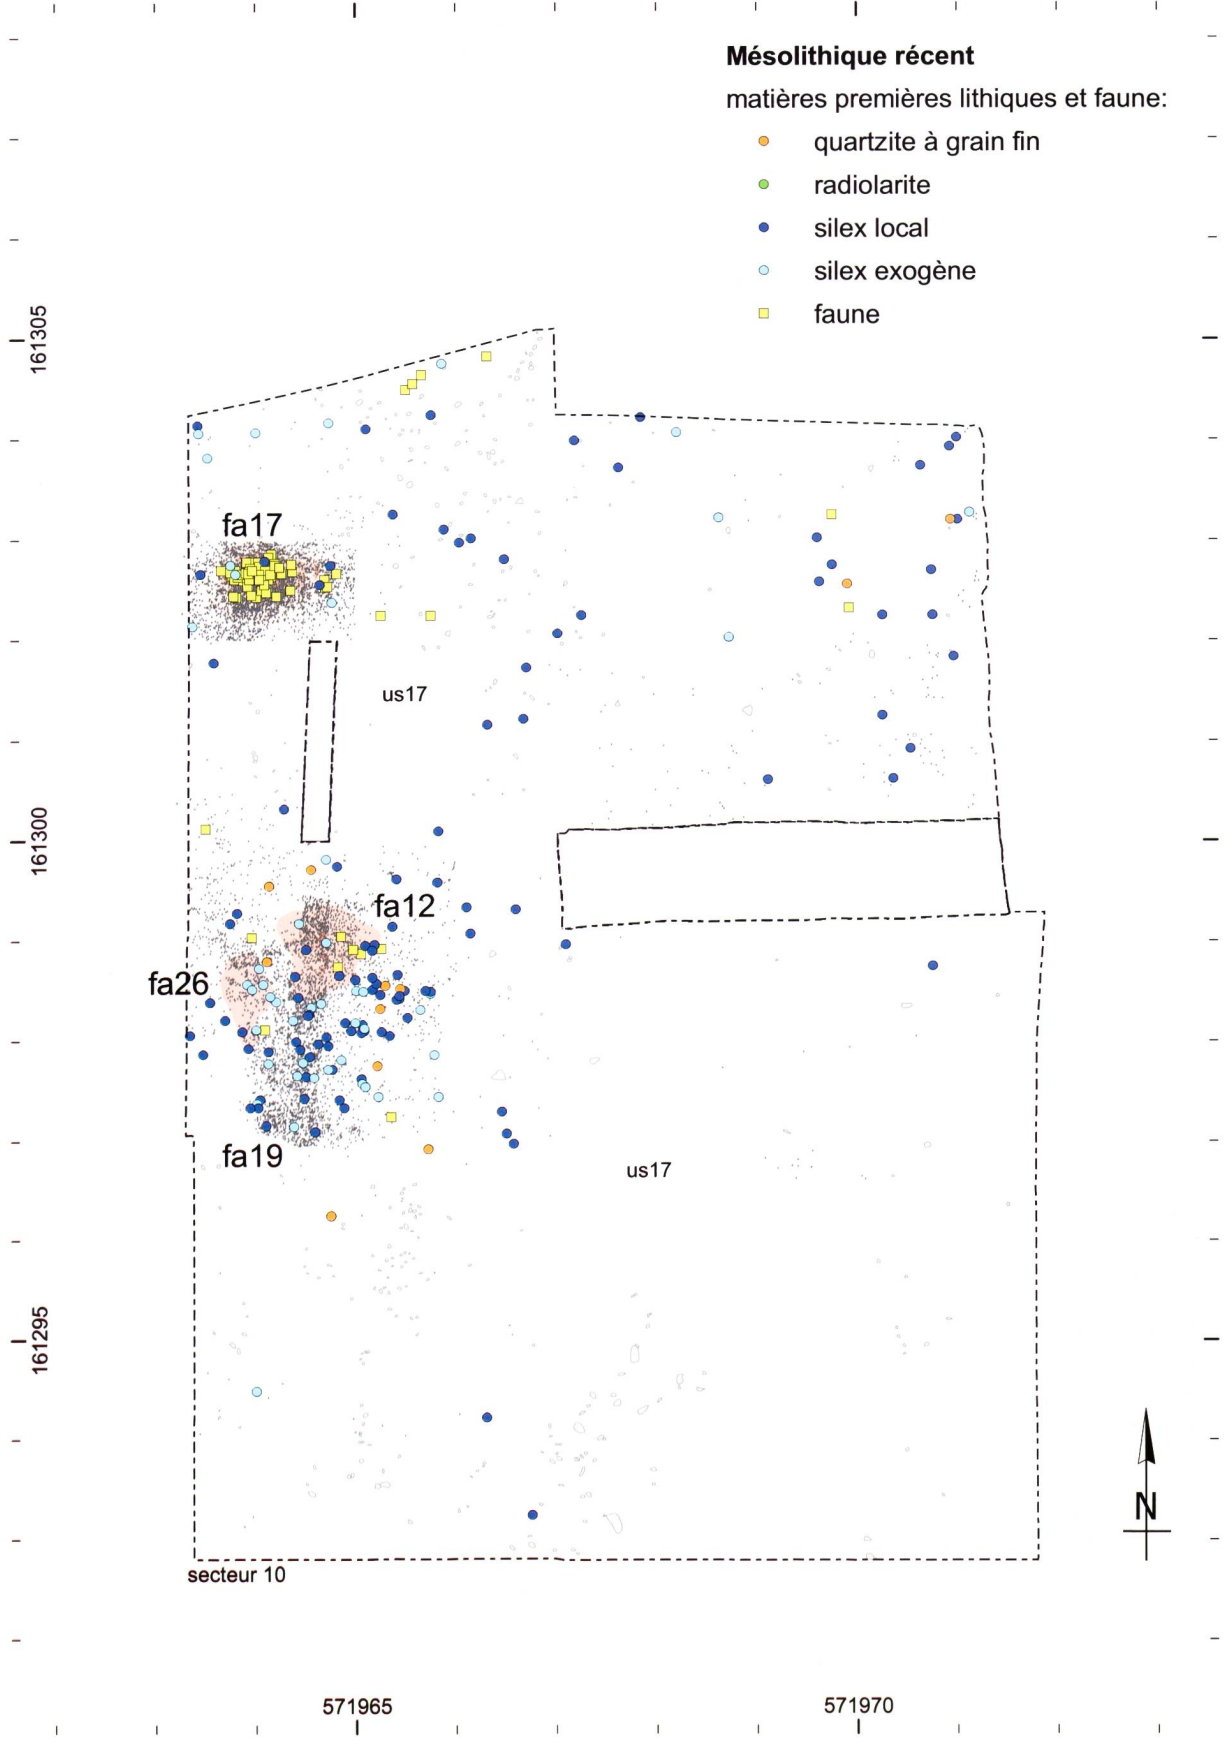 Mésolithique récent
matières premières lithiques et faune:
quartzite à grain fin
radiolarite
silex local
silex exogène
faune
161305
fa17
us17
161300
fa12
fa26
fa19
us17
161295
N
secteur 10
571965
571970